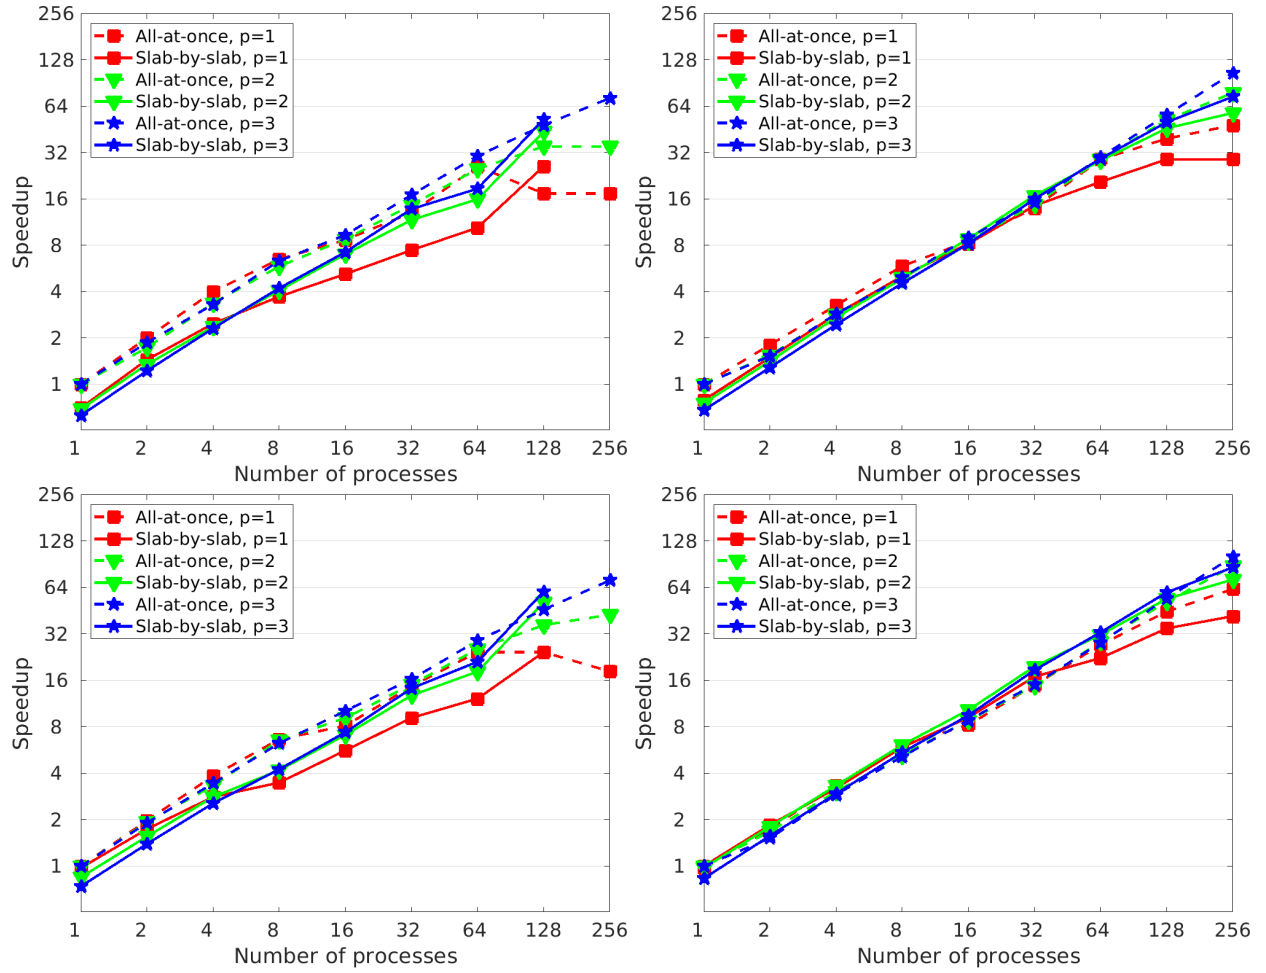 256
128
64
32
16
8
4
2
1
Speedup
All-at-once, p=1
Slab-by-slab, p=1
All-at-once, p=2
Slab-by-slab, p=2
All-at-once, p=3
Slab-by-slab, p=3
1 2 4 8 16 32 64 128 256
Number of processes
256
128
64
32
16
8
4
2
1
Speedup
All-at-once, p=1
Slab-by-slab, p=1
All-at-once, p=2
Slab-by-slab, p=2
All-at-once, p=3
Slab-by-slab, p=3
1 2 4 8 16 32 64 128 256
Number of processes
256
128
64
32
16
8
4
2
1
Speedup
All-at-once, p=1
Slab-by-slab, p=1
All-at-once, p=2
Slab-by-slab, p=2
All-at-once, p=3
Slab-by-slab, p=3
1 2 4 8 16 32 64 128 256
Number of processes
256
128
64
32
16
8
4
2
1
Speedup
All-at-once, p=1
Slab-by-slab, p=1
All-at-once, p=2
Slab-by-slab, p=2
All-at-once, p=3
Slab-by-slab, p=3
1 2 4 8 16 32 64 128 256
Number of processes